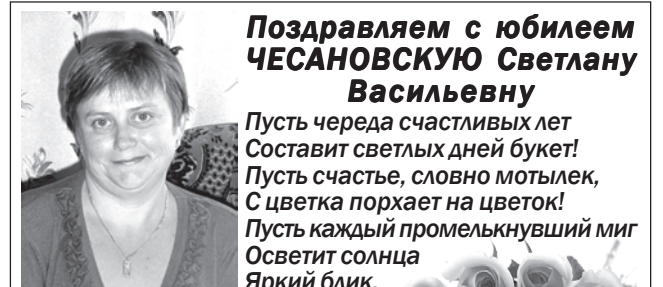 Поздравляем с юбилеем
ЧЕСАНОВСКУЮ Светлану
Васильевну
Пусть череда счастливых лет
Составит светлых дней букет!
Пусть счастье, словно мотылек,
С цветка порхает на цветок!
Пусть каждый промелькнувший миг
Осветит солнца
Яркий блик.